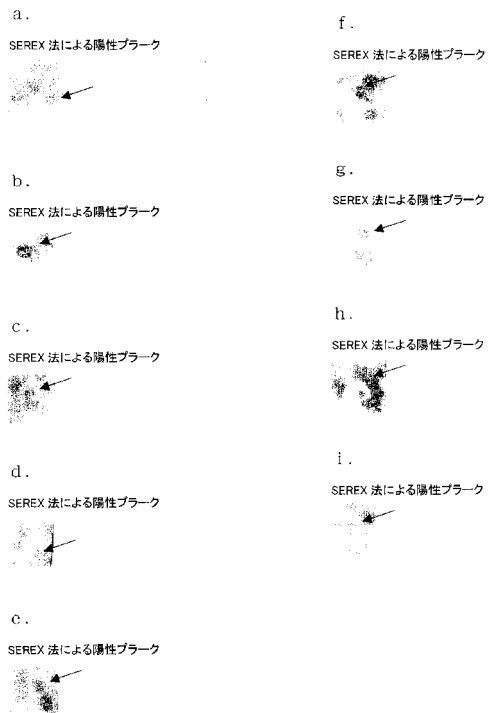 a.
SEREX 法による陽性プラーク
b.
SEREX 法による陽性プラーク
c.
SEREX 法による陽性プラーク
d.
SEREX 法による陽性プラーク
e.
SEREX 法による陽性プラーク
f.
SEREX 法による陽性プラーク
g.
SEREX 法による陽性プラーク
h.
SEREX 法による陽性プラーク
i.
SEREX 法による陽性プラーク